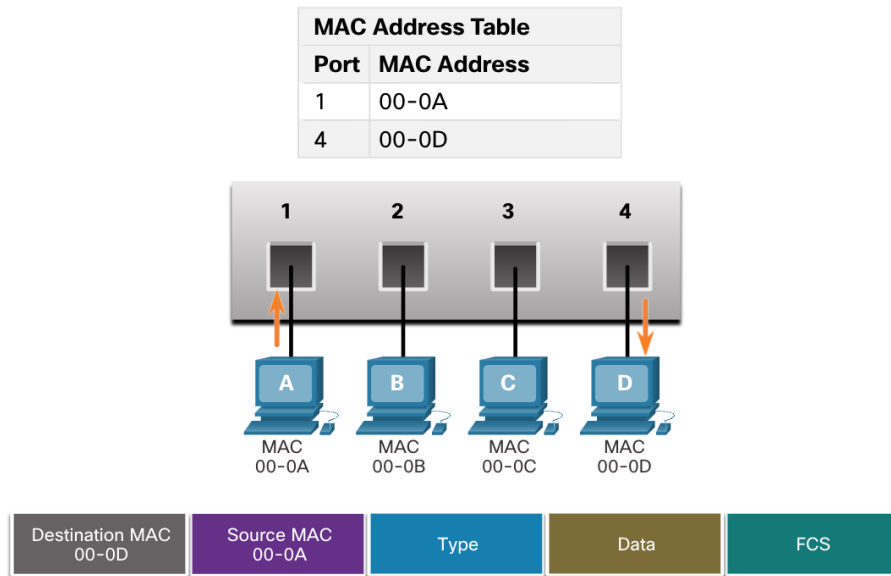 MAC Address Table
Port MAC Address
1 00-0A
4 00-0D
1 2 3 4
A B C D
MAC MAC MAC MAC
00-0A 00-0B 00-0C 00-0D
Destination MAC Source MAC Type Data FCS
00-0D 00-0A